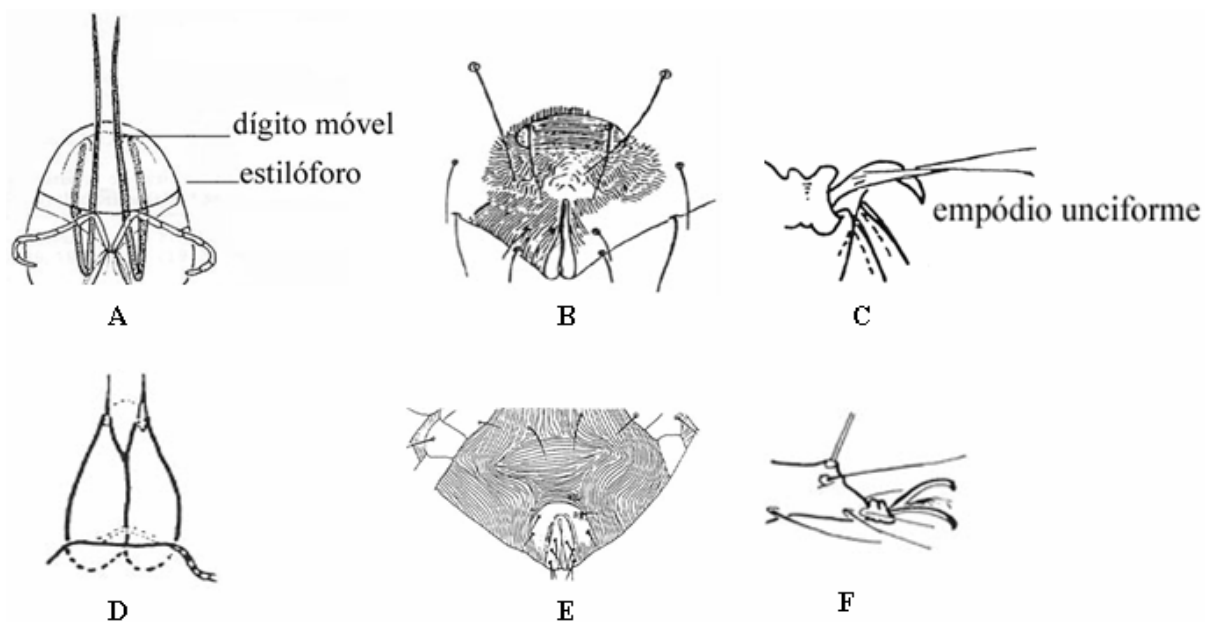 dígito móvel
estilóforo
empódio unciforme
A
B
C
D
E
F